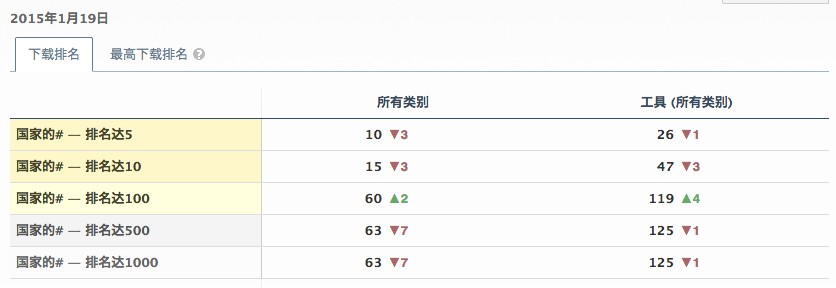 2015年1月19日
下载排名 最高下载排名 ?
所有类别 工具 (所有类别)
国家的# — 排名达5 10 ▼3 26 ▼1
国家的# — 排名达10 15 ▼3 47 ▼3
国家的# — 排名达100 60 ▲2 119 ▲4
国家的# — 排名达500 63 ▼7 125 ▼1
国家的# — 排名达1000 63 ▼7 125 ▼1